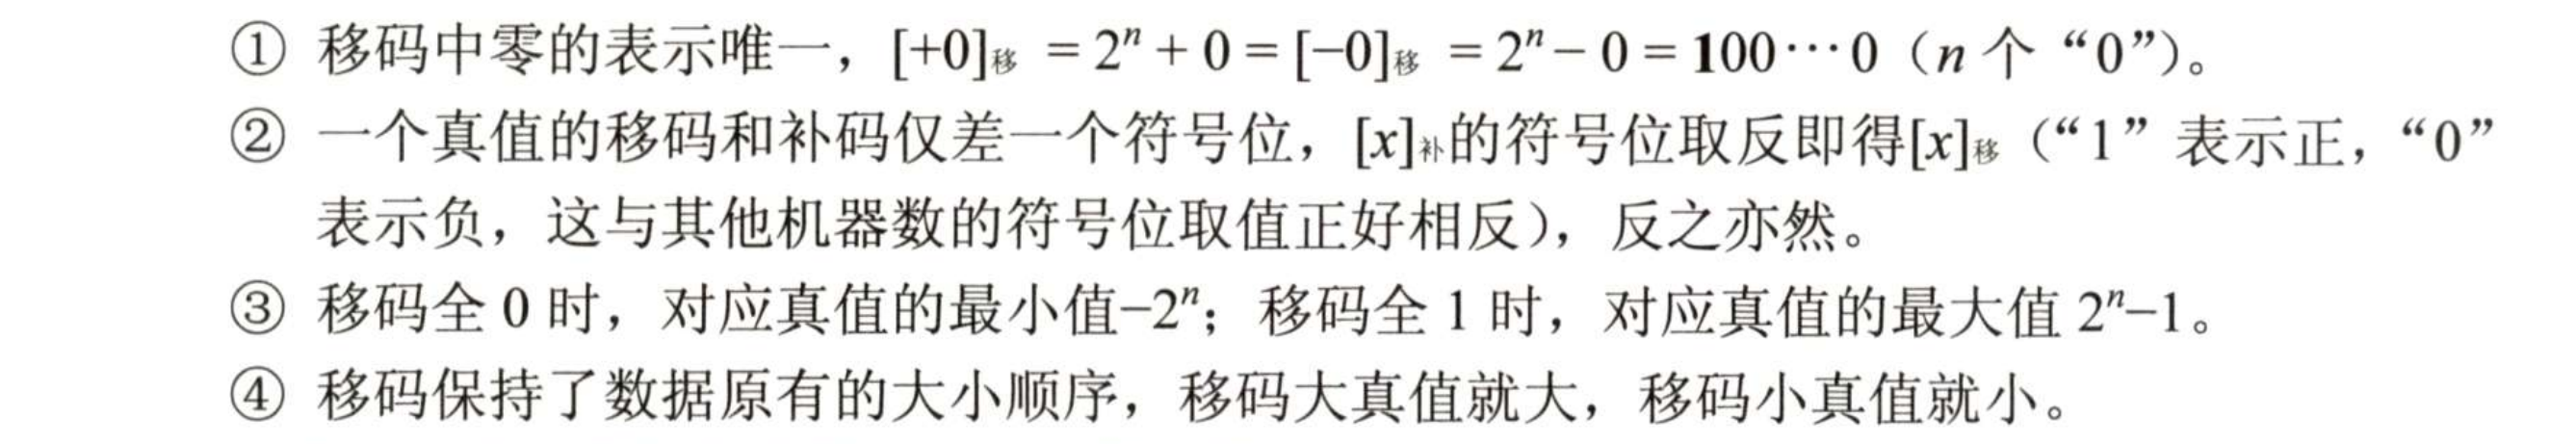 ① 移码中零的表示唯一，[+0]移 = 2ⁿ + 0 = [−0]移 = 2ⁿ − 0 = 100⋯0（n 个“0”）。
② 一个真值的移码和补码仅差一个符号位，[x]补的符号位取反即得[x]移（“1”表示正，“0”
表示负，这与其他机器数的符号位取值正好相反），反之亦然。
③ 移码全 0 时，对应真值的最小值−2ⁿ；移码全 1 时，对应真值的最大值 2ⁿ−1。
④ 移码保持了数据原有的大小顺序，移码大真值就大，移码小真值就小。